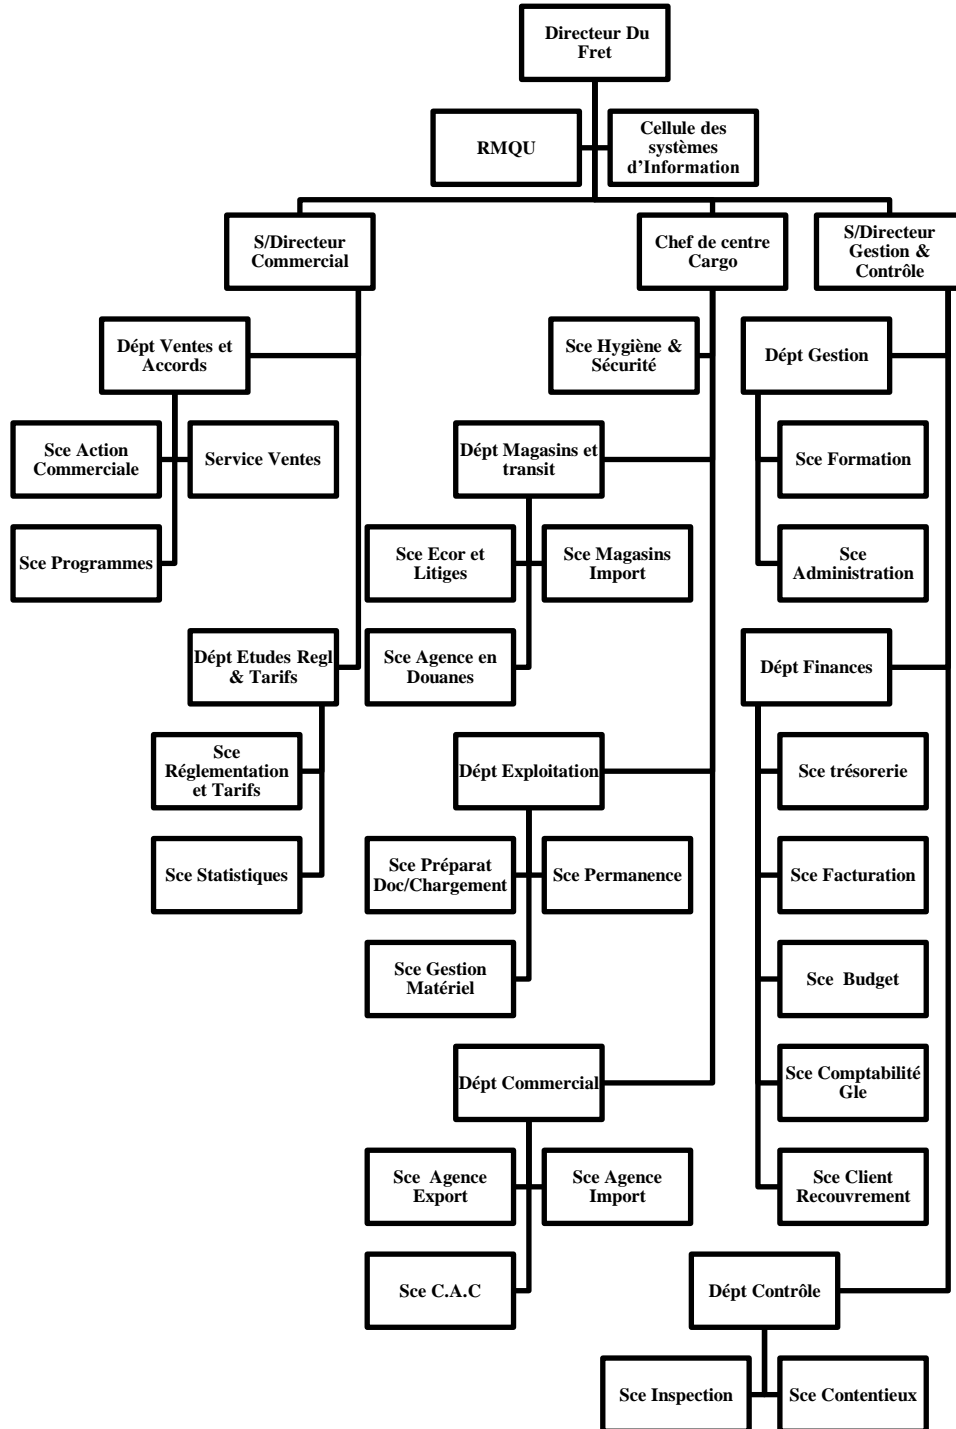 Directeur Du
Fret
RMQU
Cellule des
systèmes
d'Information
S/Directeur
Commercial
Chef de centre
Cargo
S/Directeur
Gestion &
Contrôle
Dépt Ventes et
Accords
Sce Hygiène &
Sécurité
Dépt Gestion
Sce Action
Commerciale
Service Ventes
Dépt Magasins et
transit
Sce Formation
Sce Programmes
Sce Ecor et
Litiges
Sce Magasins
Import
Sce
Administration
Dépt Etudes Regl
& Tarifs
Sce Agence en
Douanes
Dépt Finances
Sce
Réglementation
et Tarifs
Dépt Exploitation
Sce trésorerie
Sce Statistiques
Sce Préparat
Doc/Chargement
Sce Permanence
Sce Facturation
Sce Gestion
Matériel
Sce Budget
Dépt Commercial
Sce Comptabilité
Gle
Sce Agence
Export
Sce Agence
Import
Sce Client
Recouvrement
Sce C.A.C
Dépt Contrôle
Sce Inspection
Sce Contentieux